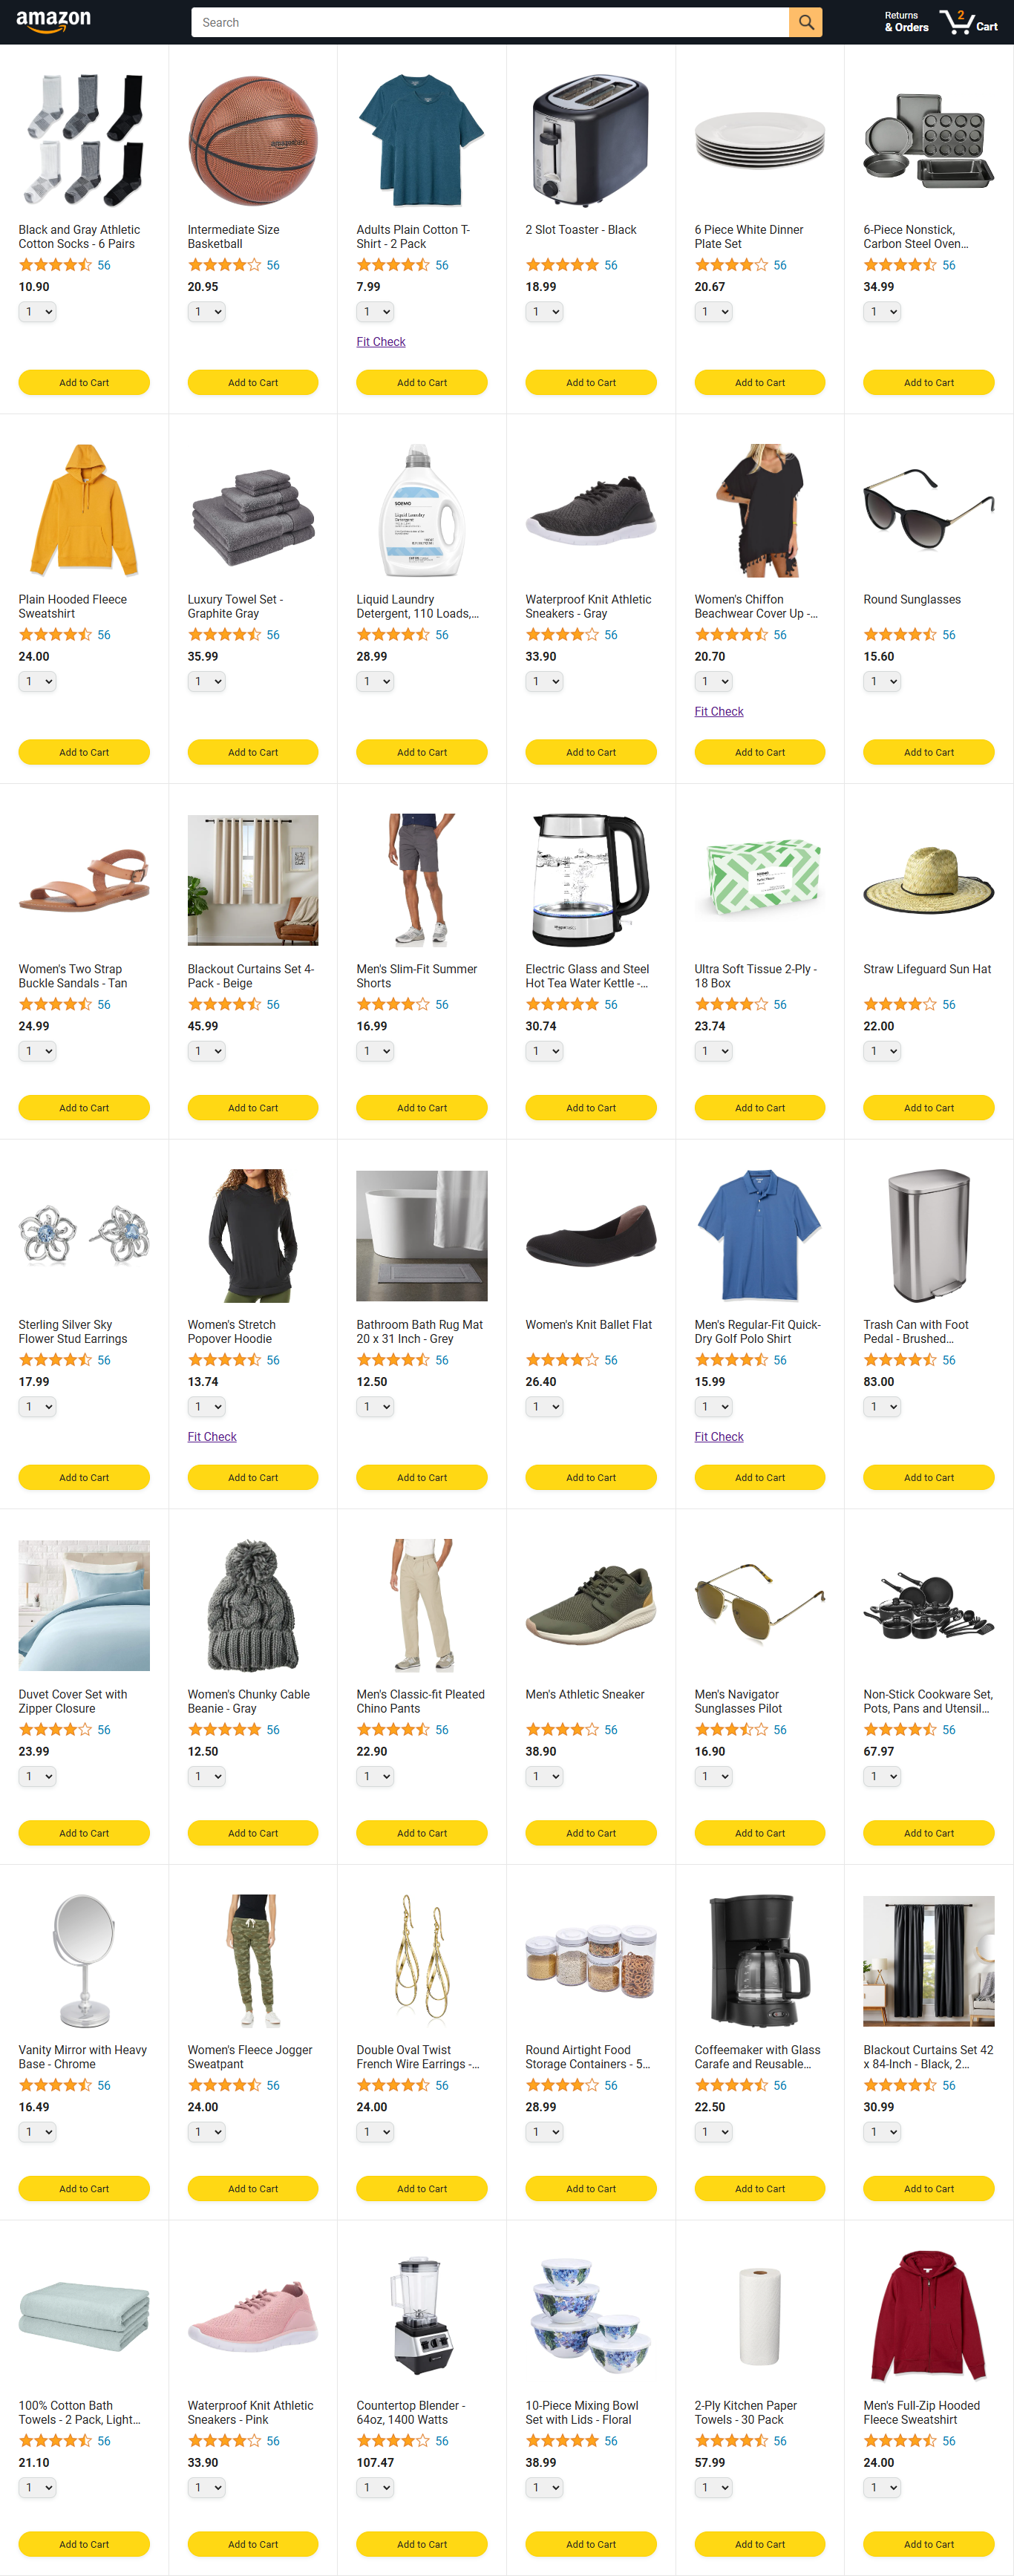 amazon
Search
Returns
& Orders
2
Cart
Black and Gray Athletic
Cotton Socks - 6 Pairs
56
10.90
1
Add to Cart
Intermediate Size
Basketball
56
20.95
1
Add to Cart
Adults Plain Cotton T-
Shirt - 2 Pack
56
7.99
1
Fit Check
Add to Cart
2 Slot Toaster - Black
56
18.99
1
Add to Cart
6 Piece White Dinner
Plate Set
56
20.67
1
Add to Cart
6-Piece Nonstick,
Carbon Steel Oven...
56
34.99
1
Add to Cart
Plain Hooded Fleece
Sweatshirt
56
24.00
1
Add to Cart
Luxury Towel Set -
Graphite Gray
56
35.99
1
Add to Cart
SOLIMO
Liquid Laundry
Detergent
Liquid Laundry
Detergent, 110 Loads,...
56
28.99
1
Add to Cart
Waterproof Knit Athletic
Sneakers - Gray
56
33.90
1
Add to Cart
Women's Chiffon
Beachwear Cover Up -...
56
20.70
1
Fit Check
Add to Cart
Round Sunglasses
56
15.60
1
Add to Cart
Women's Two Strap
Buckle Sandals - Tan
56
24.99
1
Add to Cart
Blackout Curtains Set 4-
Pack - Beige
56
45.99
1
Add to Cart
Men's Slim-Fit Summer
Shorts
56
16.99
1
Add to Cart
Electric Glass and Steel
Hot Tea Water Kettle -...
56
30.74
1
Add to Cart
Ultra Soft Tissue 2-Ply -
18 Box
56
23.74
1
Add to Cart
Straw Lifeguard Sun Hat
56
22.00
1
Add to Cart
Sterling Silver Sky
Flower Stud Earrings
56
17.99
1
Add to Cart
Women's Stretch
Popover Hoodie
56
13.74
1
Fit Check
Add to Cart
Bathroom Bath Rug Mat
20 x 31 Inch - Grey
56
12.50
1
Add to Cart
Women's Knit Ballet Flat
56
26.40
1
Add to Cart
Men's Regular-Fit Quick-
Dry Golf Polo Shirt
56
15.99
1
Fit Check
Add to Cart
Trash Can with Foot
Pedal - Brushed...
56
83.00
1
Add to Cart
Duvet Cover Set with
Zipper Closure
56
23.99
1
Add to Cart
Women's Chunky Cable
Beanie - Gray
56
12.50
1
Add to Cart
Men's Classic-fit Pleated
Chino Pants
56
22.90
1
Add to Cart
Men's Athletic Sneaker
56
38.90
1
Add to Cart
Men's Navigator
Sunglasses Pilot
56
16.90
1
Add to Cart
Non-Stick Cookware Set,
Pots, Pans and Utensil...
56
67.97
1
Add to Cart
Vanity Mirror with Heavy
Base - Chrome
56
16.49
1
Add to Cart
Women's Fleece Jogger
Sweatpant
56
24.00
1
Add to Cart
Double Oval Twist
French Wire Earrings -...
56
24.00
1
Add to Cart
Round Airtight Food
Storage Containers - 5...
56
28.99
1
Add to Cart
Coffeemaker with Glass
Carafe and Reusable...
56
22.50
1
Add to Cart
Blackout Curtains Set 42
x 84-Inch - Black, 2...
56
30.99
1
Add to Cart
100% Cotton Bath
Towels - 2 Pack, Light...
56
21.10
1
Add to Cart
Waterproof Knit Athletic
Sneakers - Pink
56
33.90
1
Add to Cart
Countertop Blender -
64oz, 1400 Watts
56
107.47
1
Add to Cart
10-Piece Mixing Bowl
Set with Lids - Floral
56
38.99
1
Add to Cart
2-Ply Kitchen Paper
Towels - 30 Pack
56
57.99
1
Add to Cart
Men's Full-Zip Hooded
Fleece Sweatshirt
56
24.00
1
Add to Cart